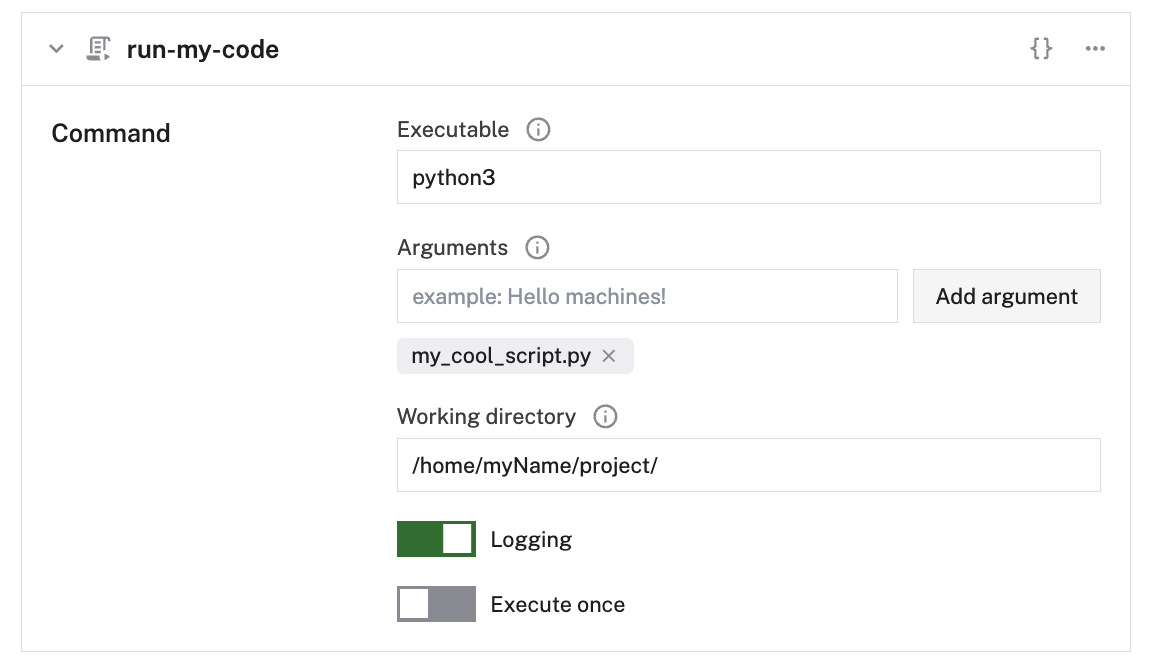 run-my-code
{}
Command
Executable
python3
Arguments
example: Hello machines!
Add argument
my_cool_script.py
Working directory
/home/myName/project/
Logging
Execute once